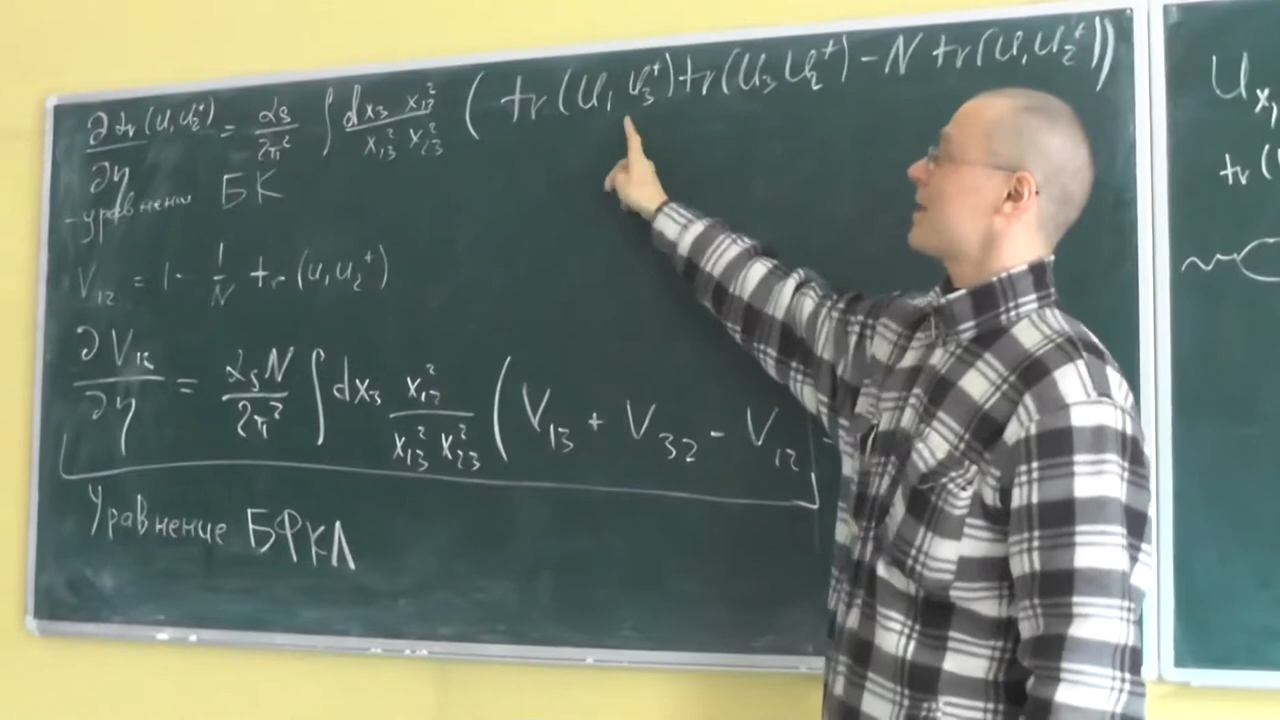 ∂ tr(U₁U₂⁺)/∂η = αs/2π² ∫ dx₃ x₁₂²/x₁₃² x₂₃² ( tr(U₁U₃⁺)tr(U₃U₂⁺) - N tr(U₁U₂⁺))
- уравнение БК
V₁₂ = 1 - 1/N tr(U₁U₂⁺)
∂V₁₂/∂η = αsN/2π² ∫ dx₃ x₁₂²/x₁₃² x₂₃² (V₁₃ + V₃₂ - V₁₂
Уравнение БФКЛ
Ux,
tr(